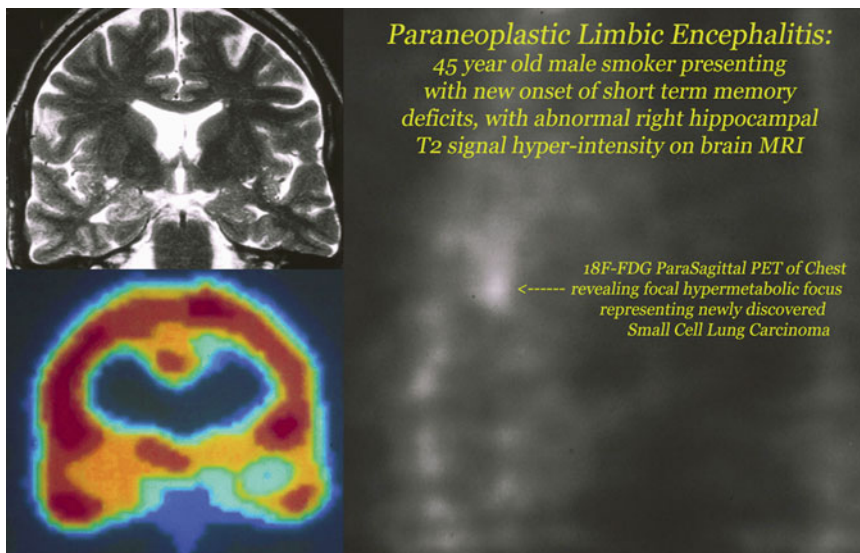 Paraneoplastic Limbic Encephalitis:
45 year old male smoker presenting
with new onset of short term memory
deficits, with abnormal right hippocampal
T2 signal hyper-intensity on brain MRI
18F-FDG ParaSagittal PET of Chest
<------ revealing focal hypermetabolic focus
representing newly discovered
Small Cell Lung Carcinoma